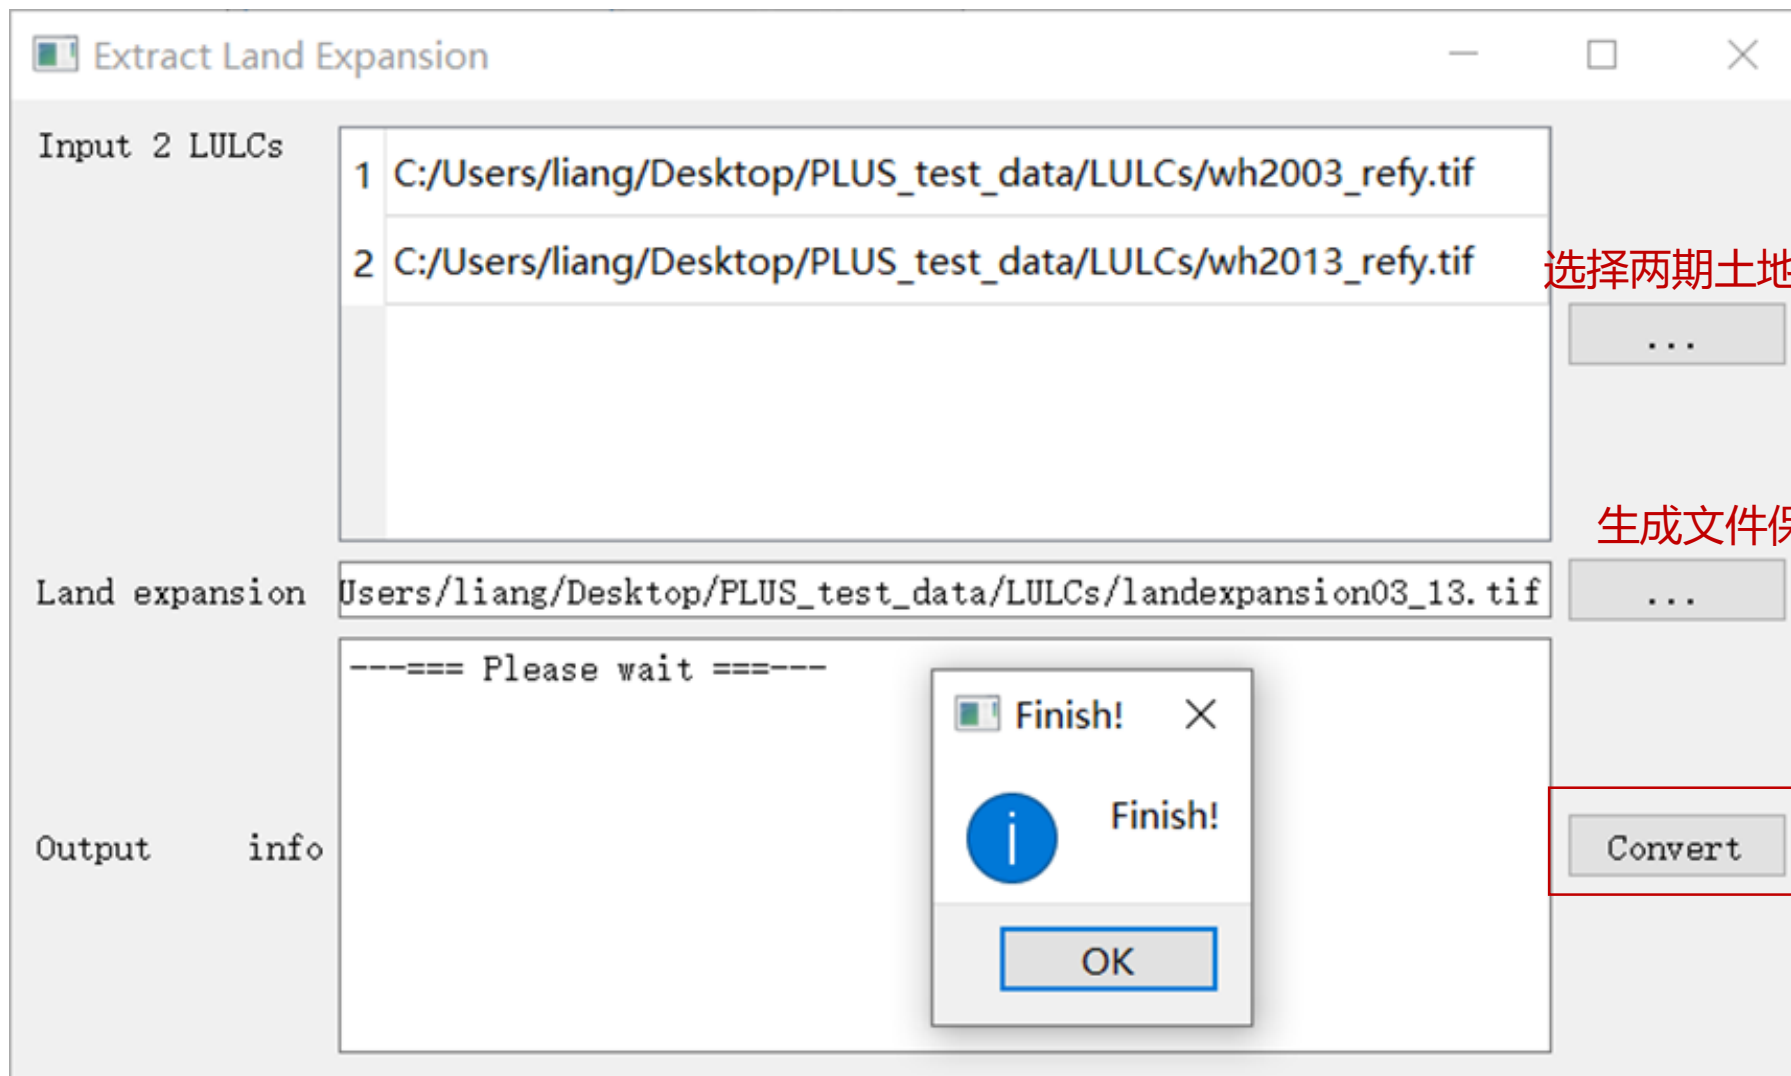 Extract Land Expansion
Input 2 LULCs
1 C:/Users/liang/Desktop/PLUS_test_data/LULCs/wh2003_refy.tif
2 C:/Users/liang/Desktop/PLUS_test_data/LULCs/wh2013_refy.tif
选择两期土地
...
生成文件保
Land expansion Users/liang/Desktop/PLUS_test_data/LULCs/landexpansion03_13.tif ...
---=== Please wait ===---
Finish!
Finish!
Output info
Convert
OK